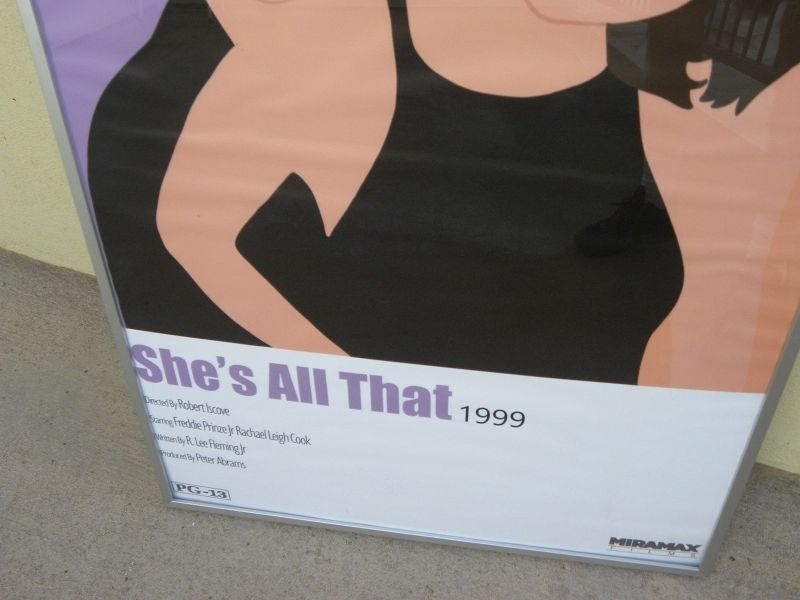 She's All That 1999
Directed By Robert Iscove
Starring Freddie Prinze Jr Rachael Leigh Cook
Written By R. Lee Fleming Jr
Produced By Peter Abrams
PG-13
MIRAMAX
FILMS